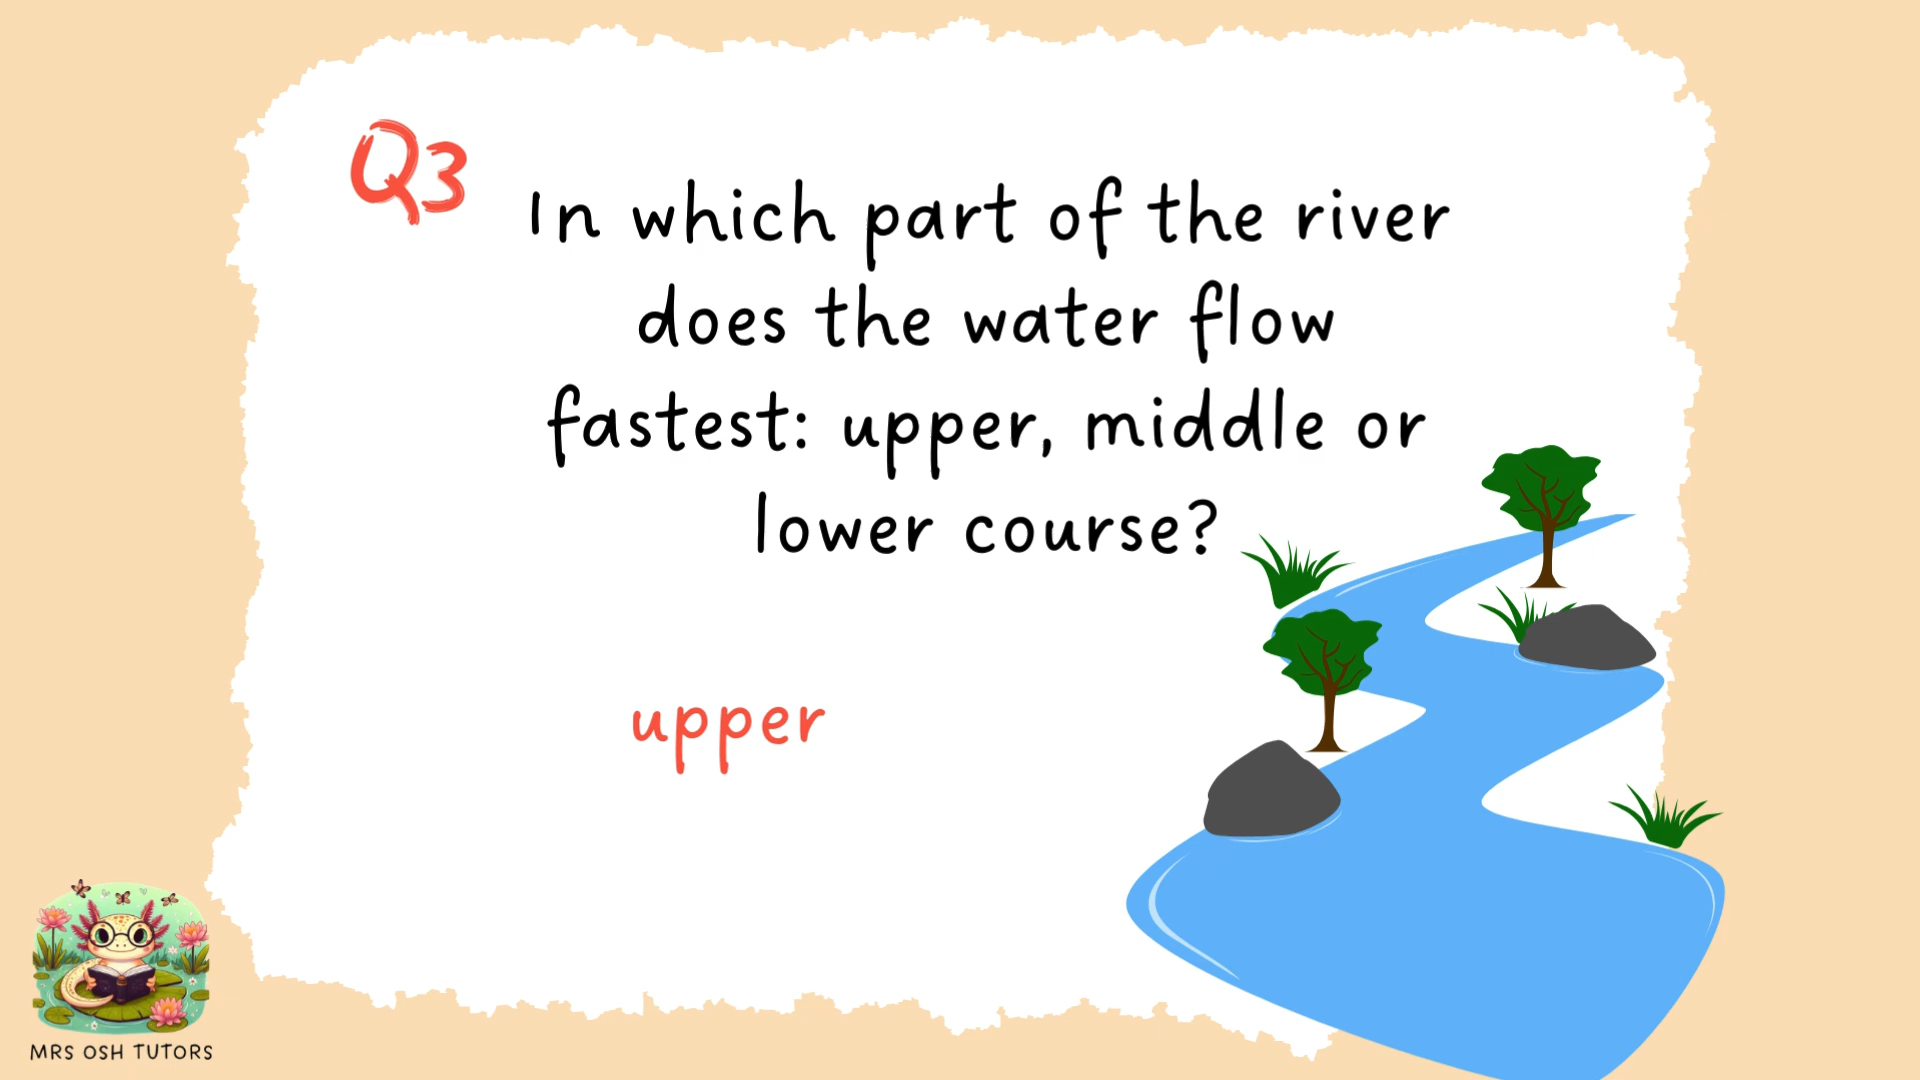 Q3
In which part of the river
does the water flow
fastest: upper, middle or
lower course?
upper
MRS OSH TUTORS